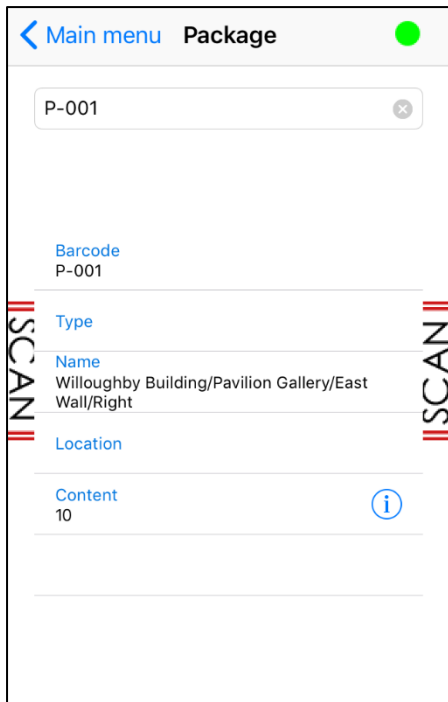 Main menu Package
P-001
Barcode
P-001
SCAN
SCAN
Type
Name
Willoughby Building/Pavilion Gallery/East
Wall/Right
Location
Content
10
i